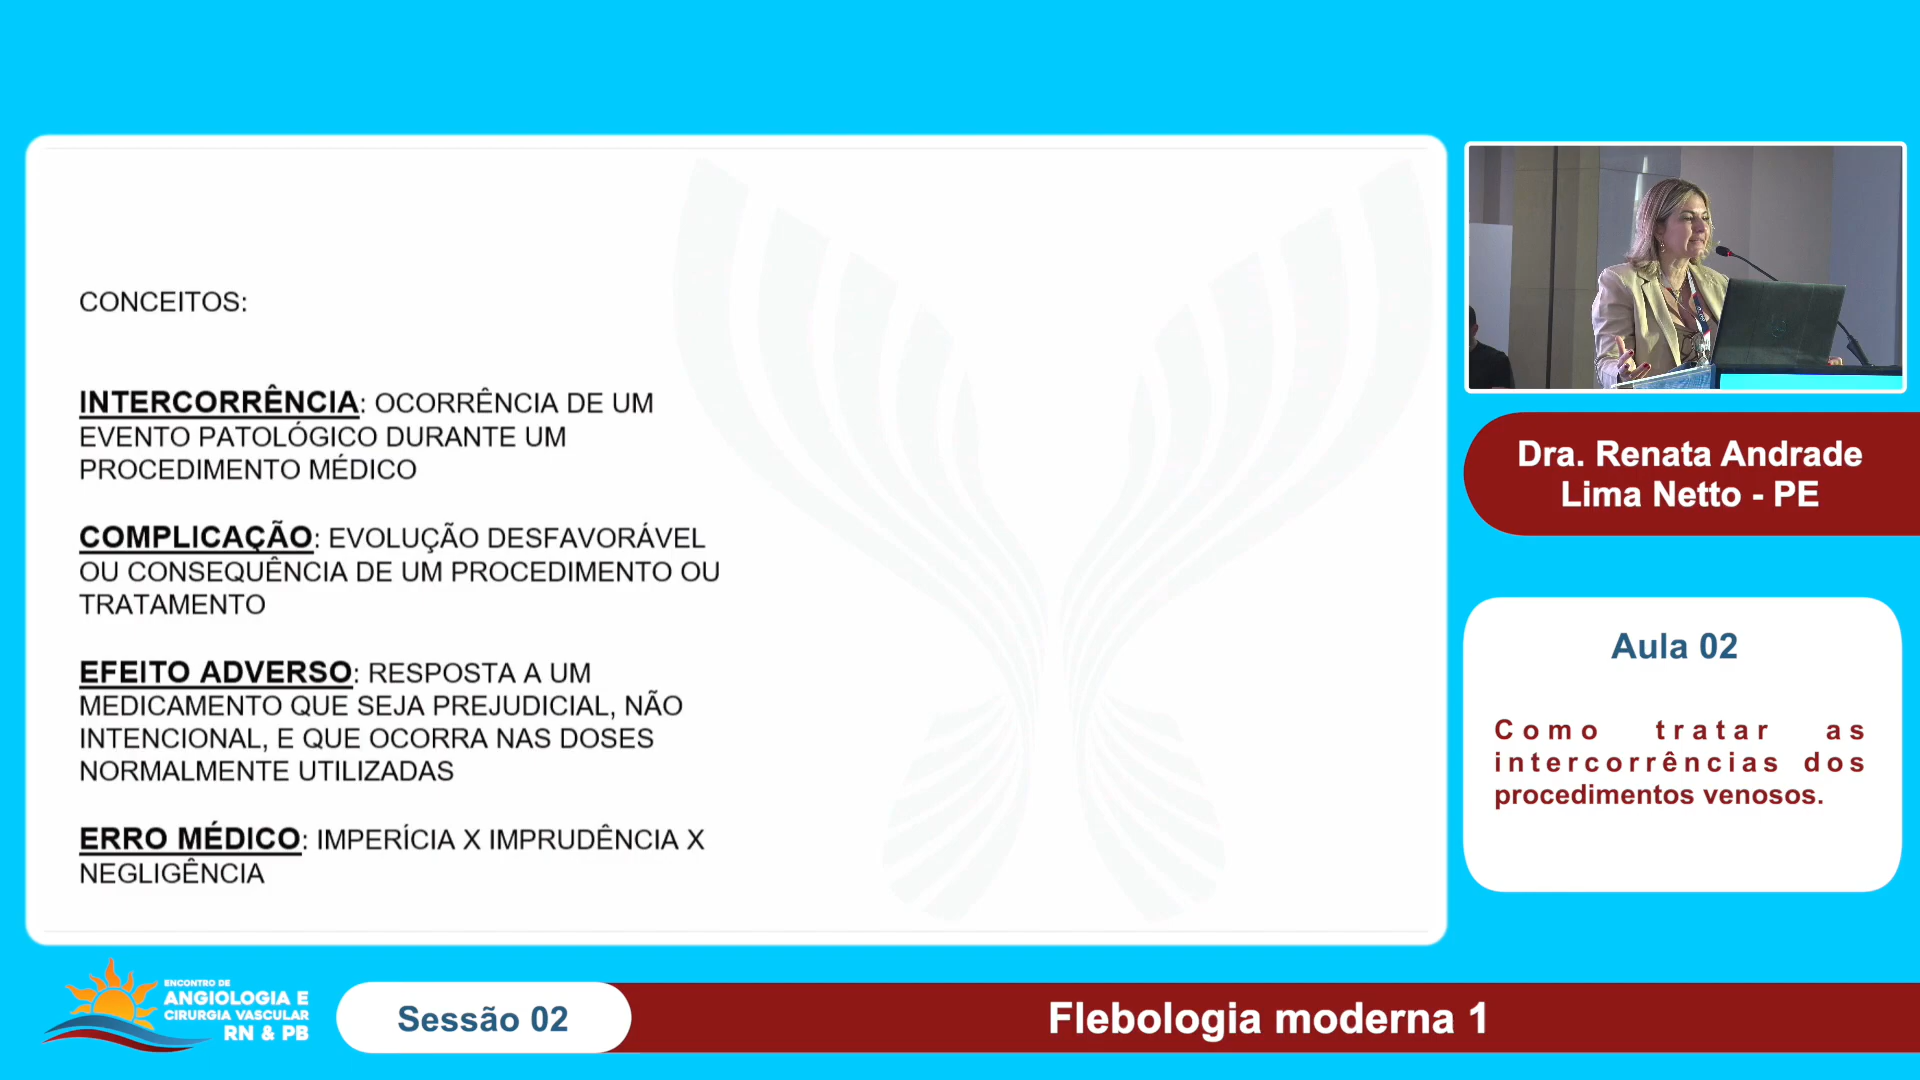 CONCEITOS:
INTERCORRÊNCIA: OCORRÊNCIA DE UM
EVENTO PATOLÓGICO DURANTE UM
PROCEDIMENTO MÉDICO
COMPLICAÇÃO: EVOLUÇÃO DESFAVORÁVEL
OU CONSEQUÊNCIA DE UM PROCEDIMENTO OU
TRATAMENTO
EFEITO ADVERSO: RESPOSTA A UM
MEDICAMENTO QUE SEJA PREJUDICIAL, NÃO
INTENCIONAL, E QUE OCORRA NAS DOSES
NORMALMENTE UTILIZADAS
ERRO MÉDICO: IMPERÍCIA X IMPRUDÊNCIA X
NEGLIGÊNCIA
Dra. Renata Andrade
Lima Netto - PE
Aula 02
Como tratar as
intercorrências dos
procedimentos venosos.
ENCONTRO DE
ANGIOLOGIA E
CIRURGIA VASCULAR
RN & PB
Sessão 02
Flebologia moderna 1